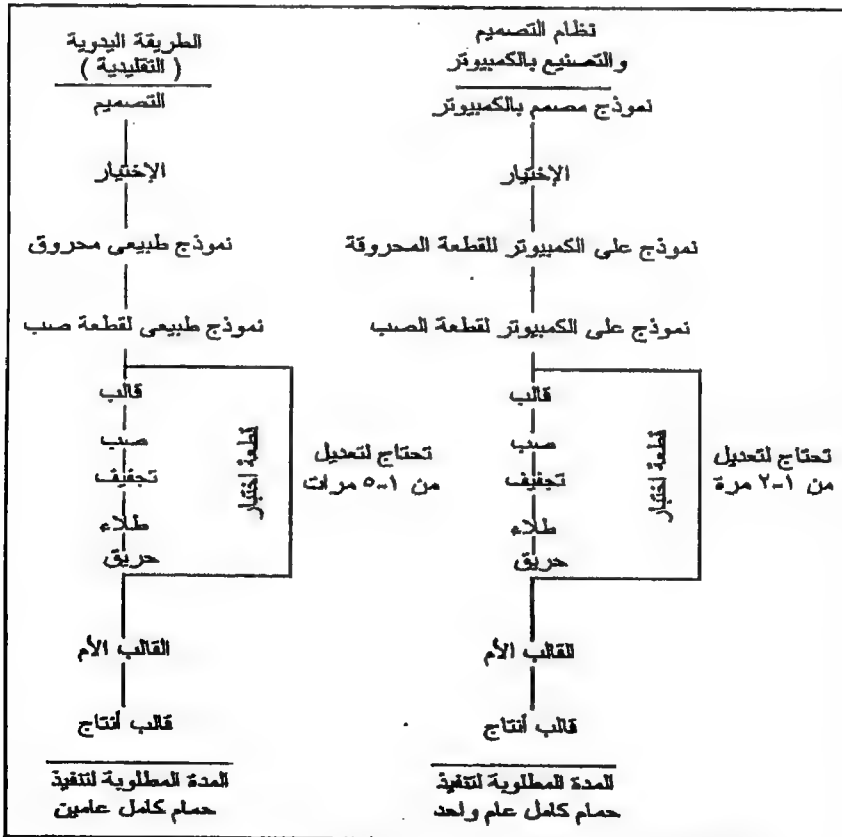 نظام التصميم
والتصنيع بالكمبيوتر
نموذج مصمم بالكمبيوتر
الإختيار
نموذج على الكمبيوتر للقطعة المحروقة
نموذج على الكمبيوتر لقطعة الصب
قالب
صب
تجفيف
طلاء
حريق
قطعة اختبار
تحتاج لتعديل
من ١-٢ مرة
القالب الأم
قالب أنتاج
المدة المطلوبة لتنفيذ
حمام كامل عام واحد
الطريقة اليدوية
( التقليدية )
التصميم
الإختيار
نموذج طبيعى محروق
نموذج طبيعى لقطعة صب
قالب
صب
تجفيف
طلاء
حريق
قطعة اختبار
تحتاج لتعديل
من ١-٥ مرات
القالب الأم
قالب أنتاج
المدة المطلوبة لتنفيذ
حمام كامل عامين